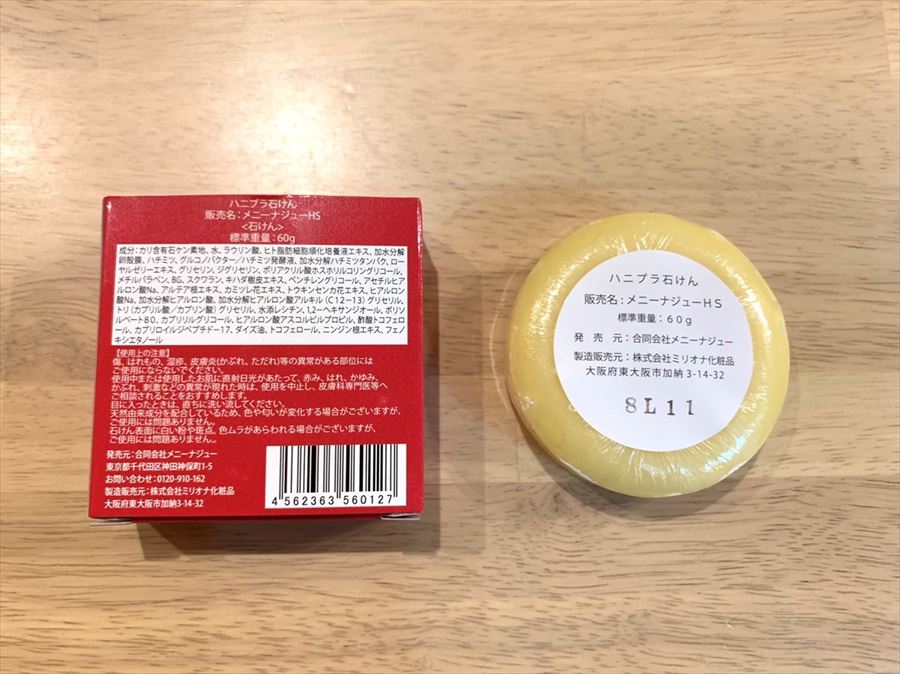 ハニプラ石けん
販売名：メニーナジューHS
<石けん>
標準重量：60g
成分：カリ含有石ケン素地、水、ラウリン酸、ヒト脂肪細胞順化培養液エキス、加水分解
卵殻膜、ハチミツ、グルコノバクター/ハチミツ発酵液、加水分解ハチミツタンパク、ロー
ヤルゼリーエキス、グリセリン、ジグリセリン、ポリアクリル酸ホスホリルコリングリコール、
メチルパラベン、BG、スクワラン、キハダ樹皮エキス、ペンチレングリコール、アセチルヒア
ルロン酸Na、アルテア根エキス、カミツレ花エキス、トウキンセンカ花エキス、ヒアルロン
酸Na、加水分解ヒアルロン酸、加水分解ヒアルロン酸アルキル(C12-13)グリセリル、
トリ(カプリル酸/カプリン酸)グリセリル、水添レシチン、1,2-ヘキサンジオール、ポリソ
ルベート80、カプリリルグリコール、ヒアルロン酸アスコルビルプロピル、酢酸トコフェロー
ル、カプロイルジペプチド-17、ダイズ油、トコフェロール、ニンジン根エキス、フェノ
キシエタノール
【使用上の注意】
傷、はれもの、湿疹、皮膚炎(かぶれ、ただれ)等の異常がある部位には
ご使用にならないでください。
使用中または使用したお肌に直射日光があたって、赤み、はれ、かゆみ、
かぶれ、刺激などの異常が現れた時は、使用を中止し、皮膚科専門医等へ
ご相談されることをおすすめします。
目に入ったときは、直ちに洗い流してください。
天然由来成分を配合しているため、色や匂いが変化する場合がございますが、
ご使用には問題ありません。
石けん表面に白い粉や斑点、色ムラがあらわれる場合がございますが、
ご使用には問題ありません。
発売元：合同会社メニーナジュー
東京都千代田区神田神保町1-5
お問い合わせ：0120-910-162
製造販売元：株式会社ミリオナ化粧品
大阪府東大阪市加納3-14-32
4 562363 560127
ハニプラ石けん
販売名：メニーナジューHS
標準重量：60g
発 売 元：合同会社メニーナジュー
製造販売元：株式会社ミリオナ化粧品
大阪府東大阪市加納 3-14-32
8L11